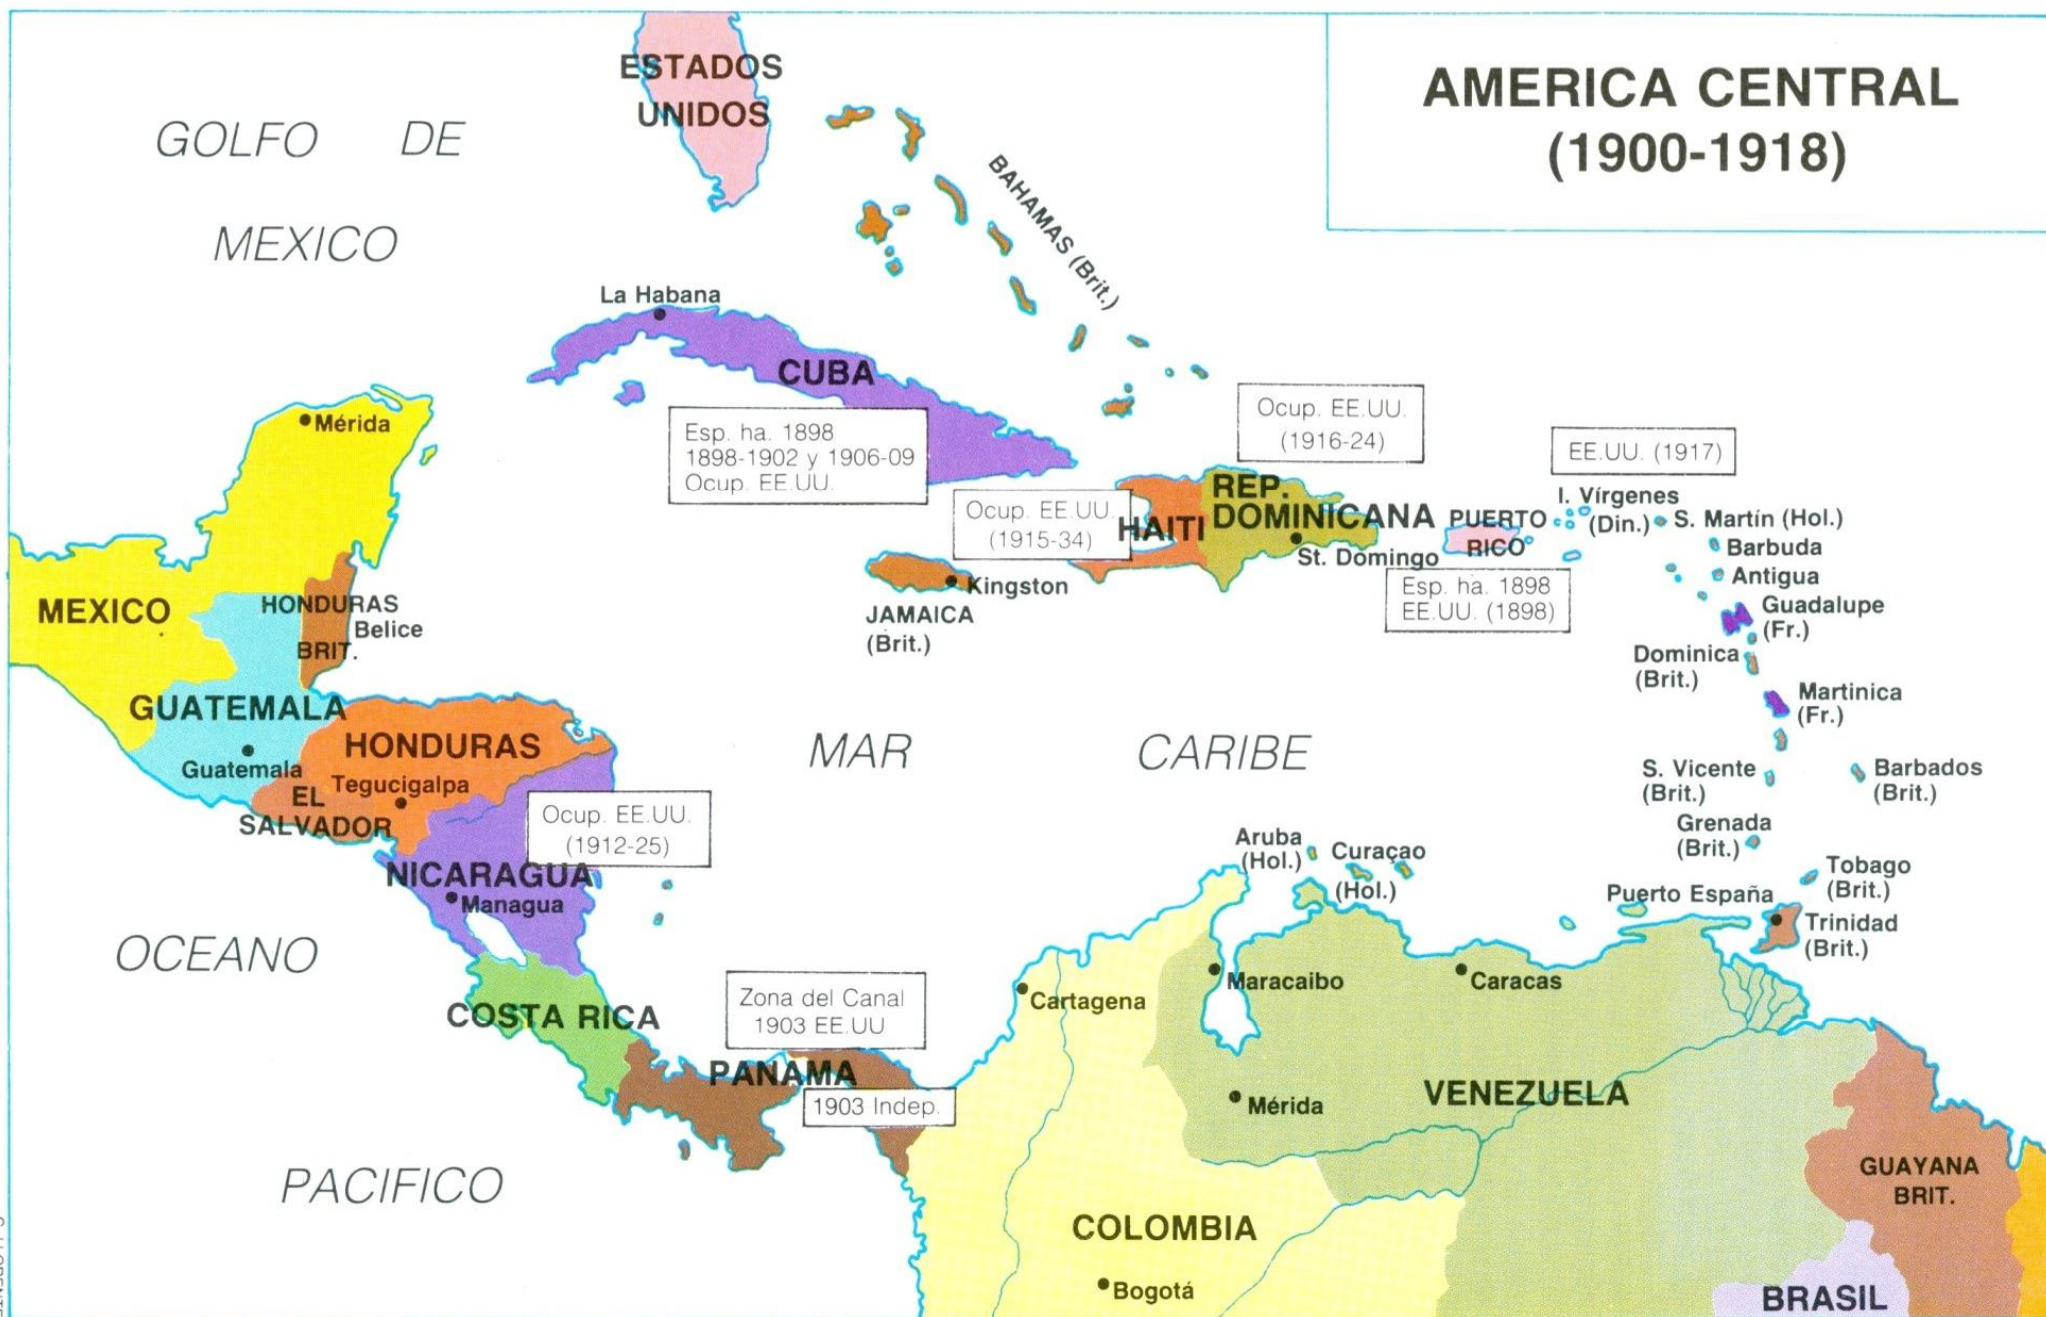 AMERICA CENTRAL
(1900-1918)
ESTADOS
UNIDOS
GOLFO DE
MEXICO
BAHAMAS (Brit.)
La Habana
CUBA
Esp. ha. 1898
1898-1902 y 1906-09
Ocup. EE.UU.
Mérida
Ocup. EE.UU.
(1916-24)
EE.UU. (1917)
Ocup. EE.UU.
(1915-34)
HAITI
REP.
DOMINICANA
St. Domingo
PUERTO
RICO
Esp. ha. 1898
EE.UU. (1898)
I. Vírgenes
(Din.)
S. Martín (Hol.)
Barbuda
Antigua
Guadalupe
(Fr.)
Dominica
(Brit.)
Martinica
(Fr.)
S. Vicente
(Brit.)
Barbados
(Brit.)
Grenada
(Brit.)
Tobago
(Brit.)
Puerto España
Trinidad
(Brit.)
Kingston
JAMAICA
(Brit.)
MEXICO
HONDURAS
BRIT.
Belice
GUATEMALA
Guatemala
HONDURAS
Tegucigalpa
EL
SALVADOR
Ocup. EE.UU.
(1912-25)
NICARAGUA
Managua
MAR CARIBE
Aruba
(Hol.)
Curaçao
(Hol.)
OCEANO
PACIFICO
COSTA RICA
Zona del Canal
1903 EE.UU
PANAMA
1903 Indep.
Cartagena
Maracaibo
Caracas
Mérida
VENEZUELA
COLOMBIA
Bogotá
GUAYANA
BRIT.
BRASIL